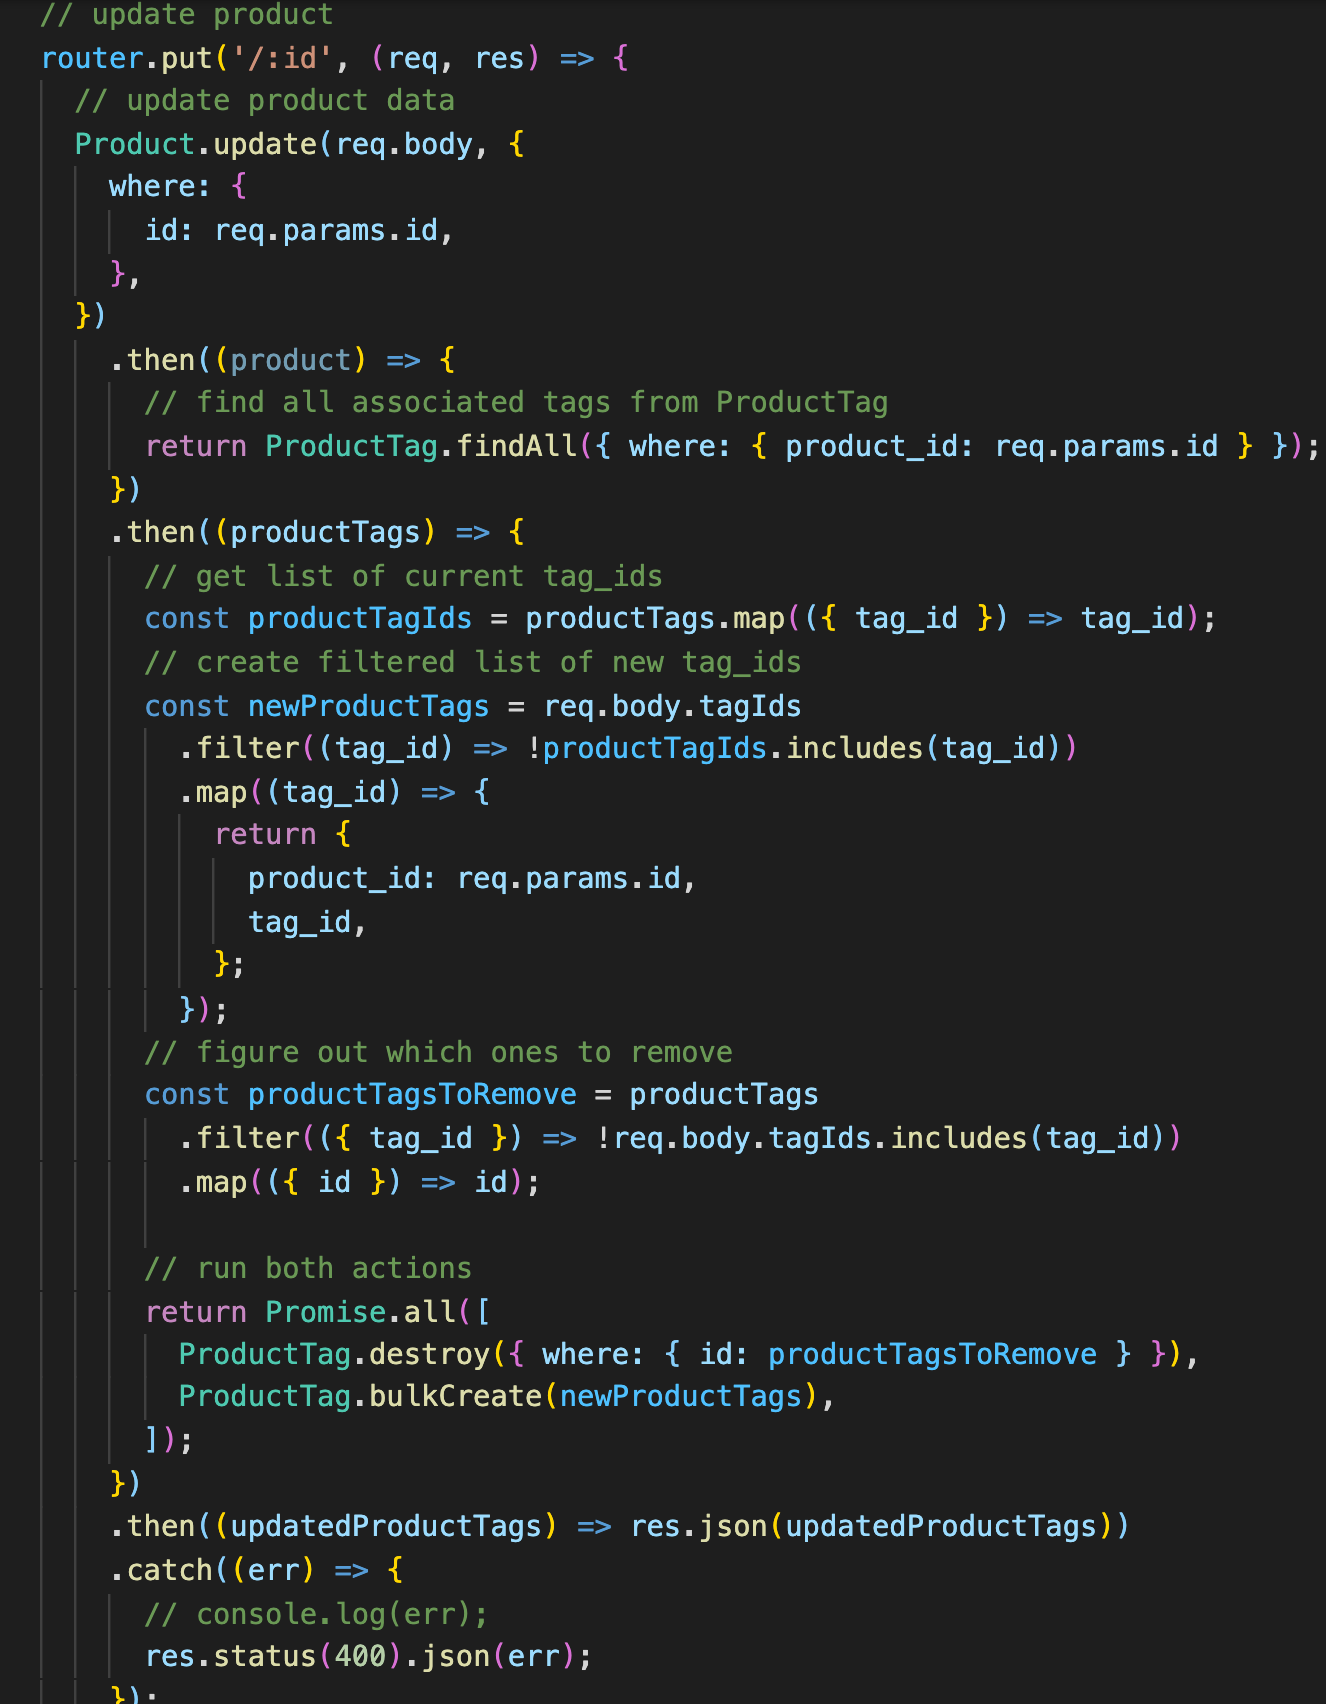 // update product
router.put('/:id', (req, res) => {
  // update product data
  Product.update(req.body, {
    where: {
      id: req.params.id,
    },
  })
    .then((product) => {
      // find all associated tags from ProductTag
      return ProductTag.findAll({ where: { product_id: req.params.id } });
    })
    .then((productTags) => {
      // get list of current tag_ids
      const productTagIds = productTags.map(({ tag_id }) => tag_id);
      // create filtered list of new tag_ids
      const newProductTags = req.body.tagIds
        .filter((tag_id) => !productTagIds.includes(tag_id))
        .map((tag_id) => {
          return {
            product_id: req.params.id,
            tag_id,
          };
        });
      // figure out which ones to remove
      const productTagsToRemove = productTags
        .filter(({ tag_id }) => !req.body.tagIds.includes(tag_id))
        .map(({ id }) => id);

      // run both actions
      return Promise.all([
        ProductTag.destroy({ where: { id: productTagsToRemove } }),
        ProductTag.bulkCreate(newProductTags),
      ]);
    })
    .then((updatedProductTags) => res.json(updatedProductTags))
    .catch((err) => {
      // console.log(err);
      res.status(400).json(err);
    });